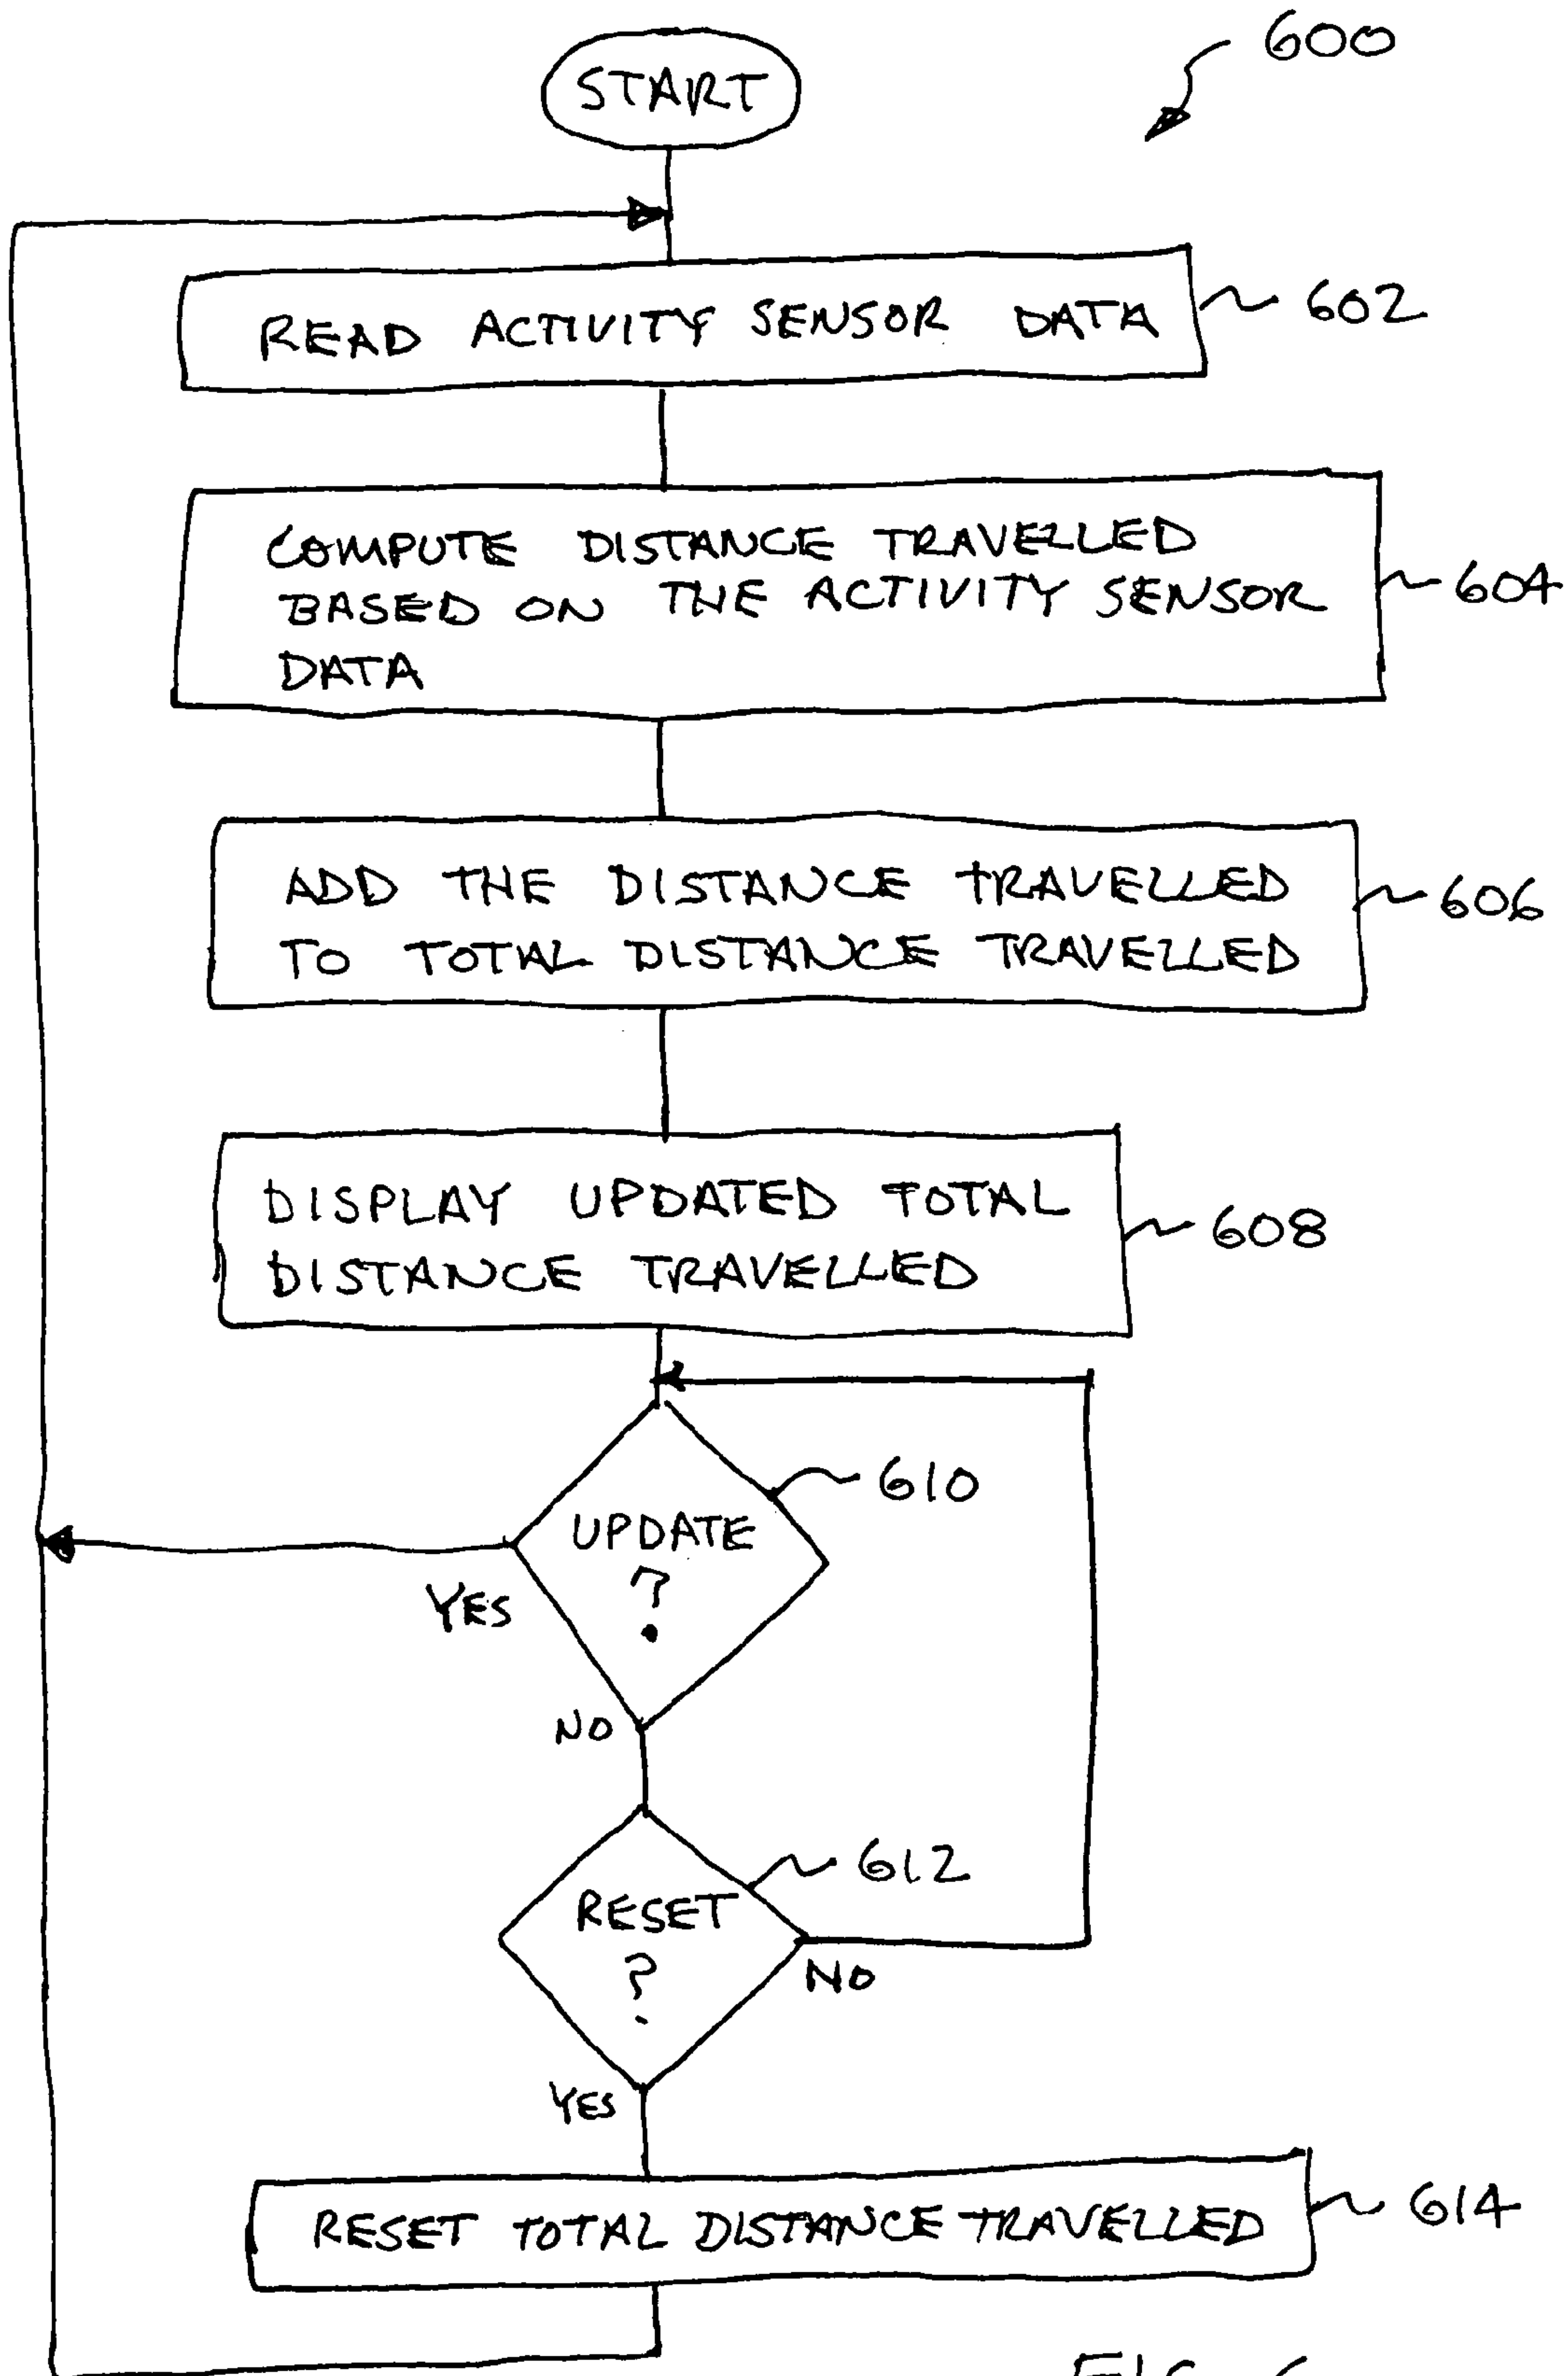 600
START
READ ACTIVITY SENSOR DATA
602
COMPUTE DISTANCE TRAVELLED
BASED ON THE ACTIVITY SENSOR
DATA
604
ADD THE DISTANCE TRAVELLED
TO TOTAL DISTANCE TRAVELLED
606
DISPLAY UPDATED TOTAL
DISTANCE TRAVELLED
608
610
UPDATE
?
YES
NO
612
RESET
?
NO
YES
RESET TOTAL DISTANCE TRAVELLED
614